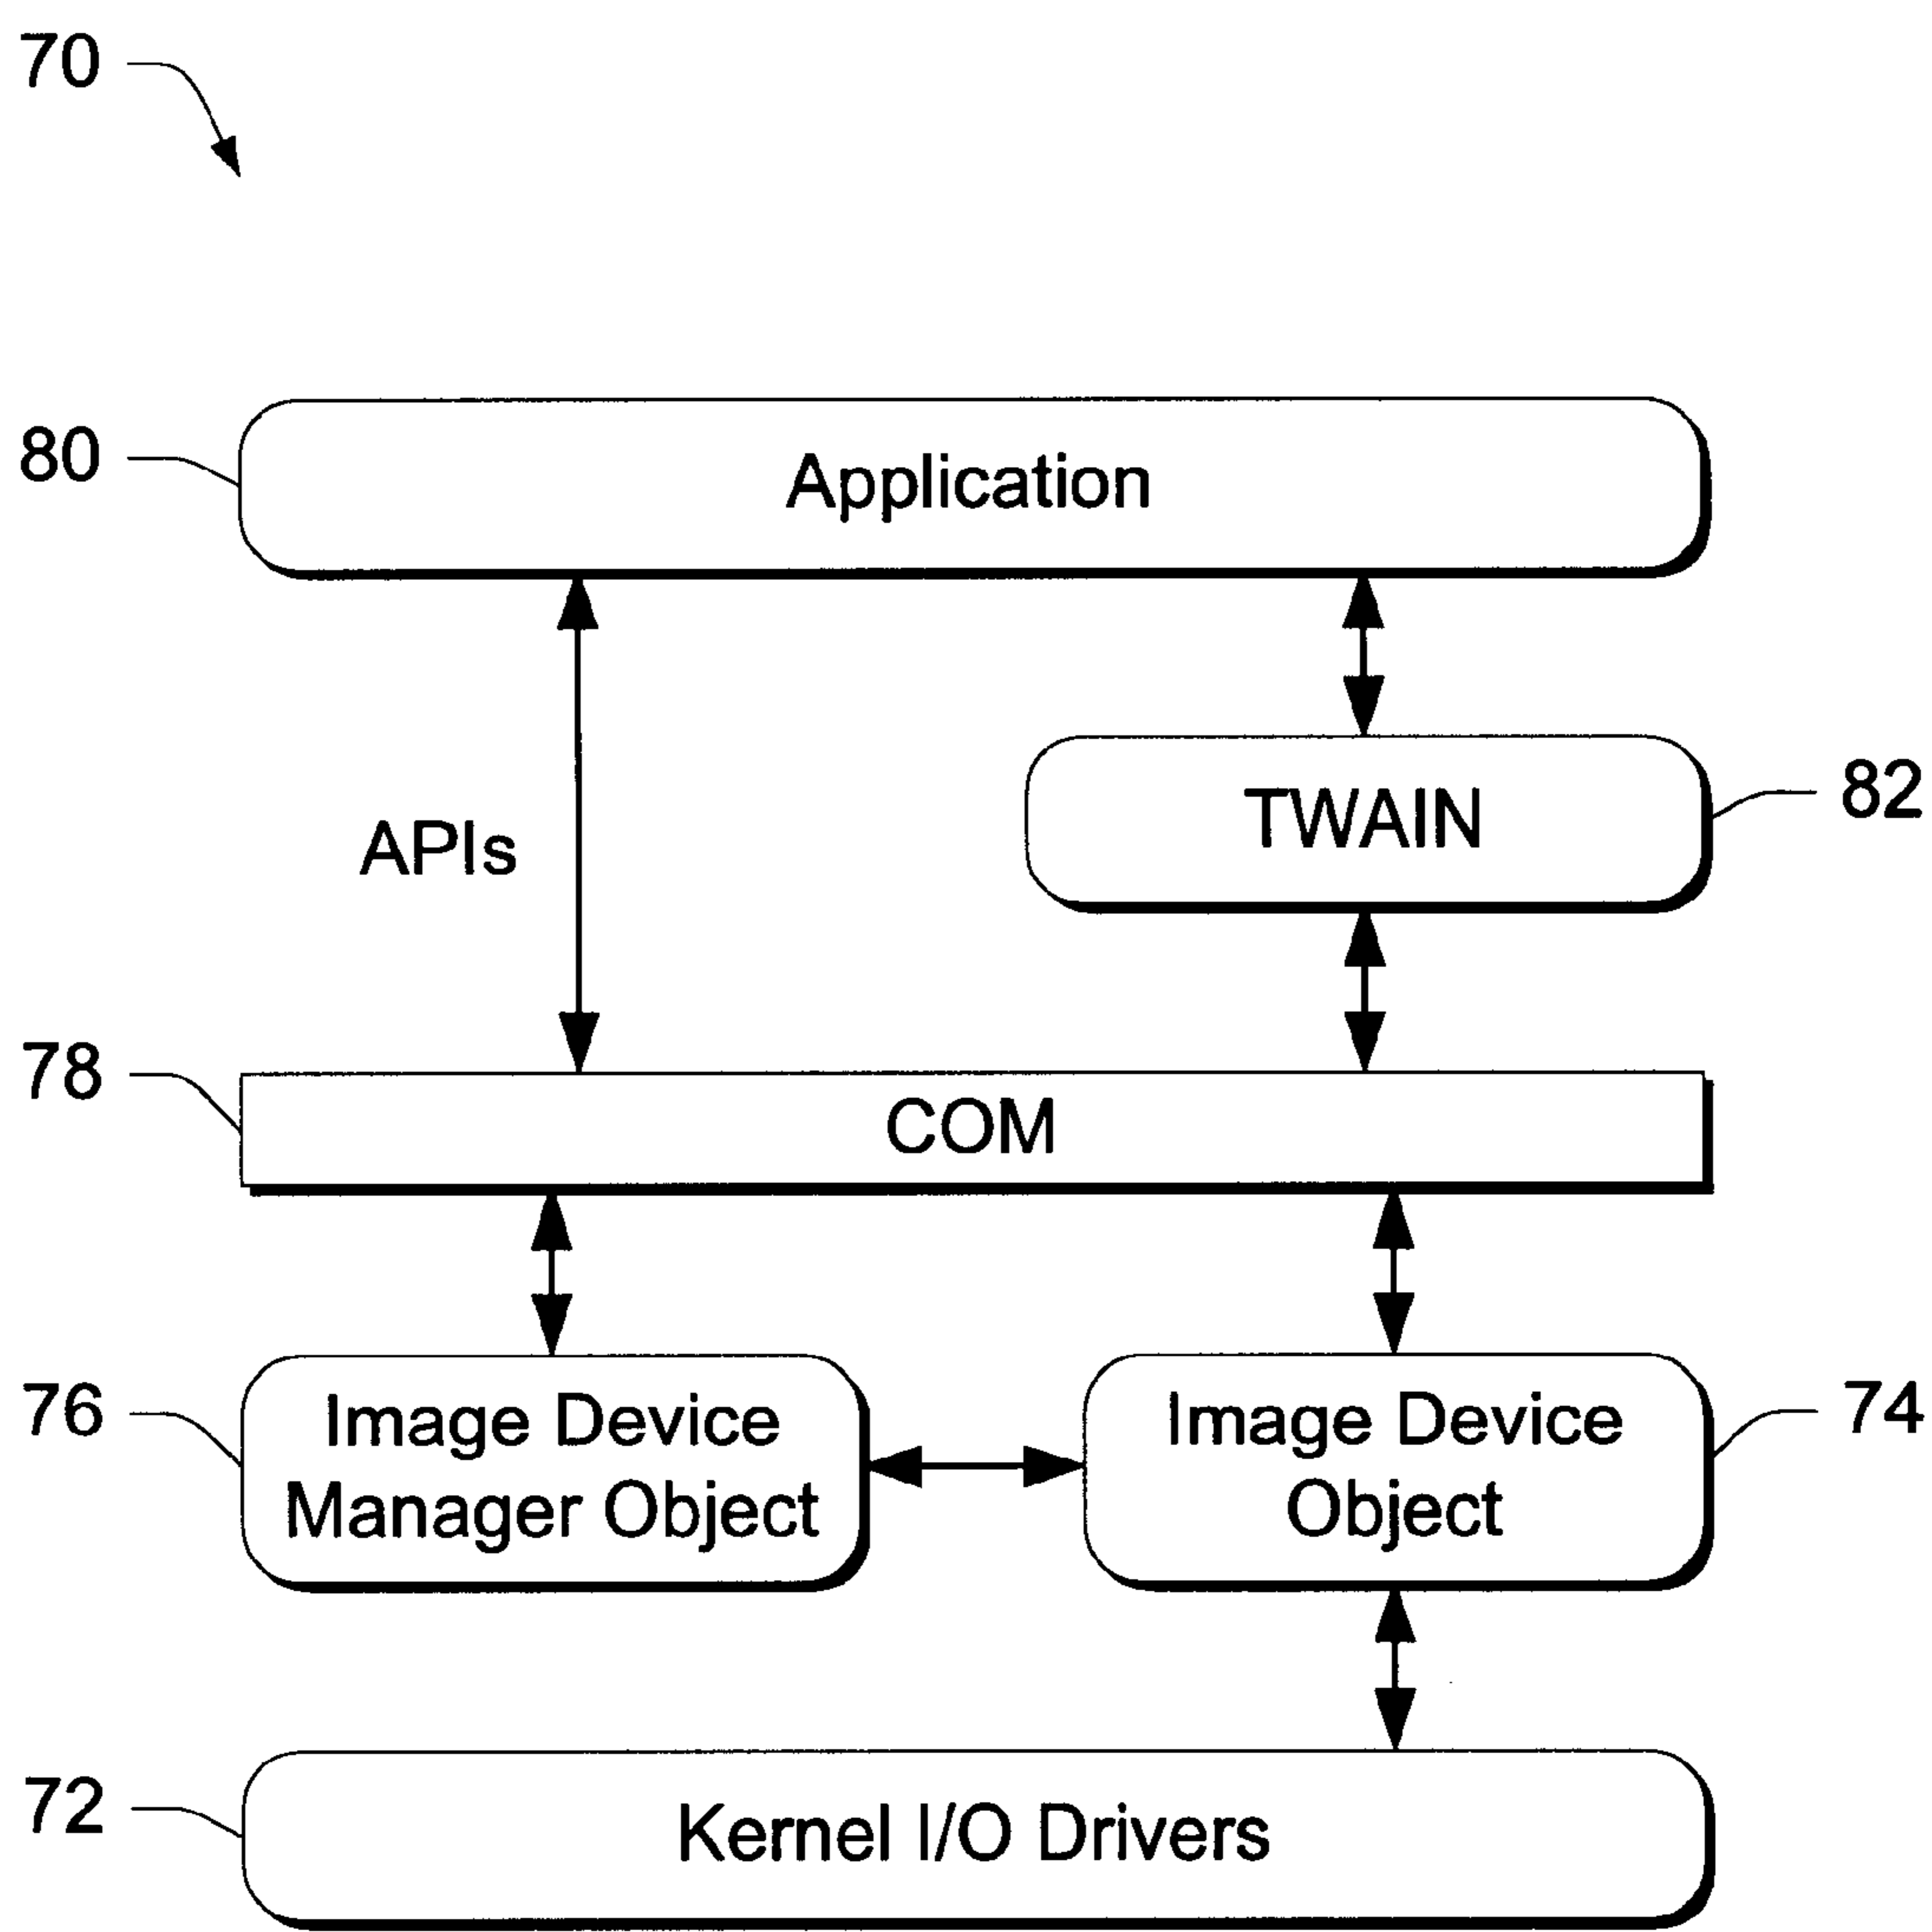 70
80
Application
APIs
TWAIN
82
78
COM
76
Image Device
Manager Object
Image Device
Object
74
72
Kernel I/O Drivers